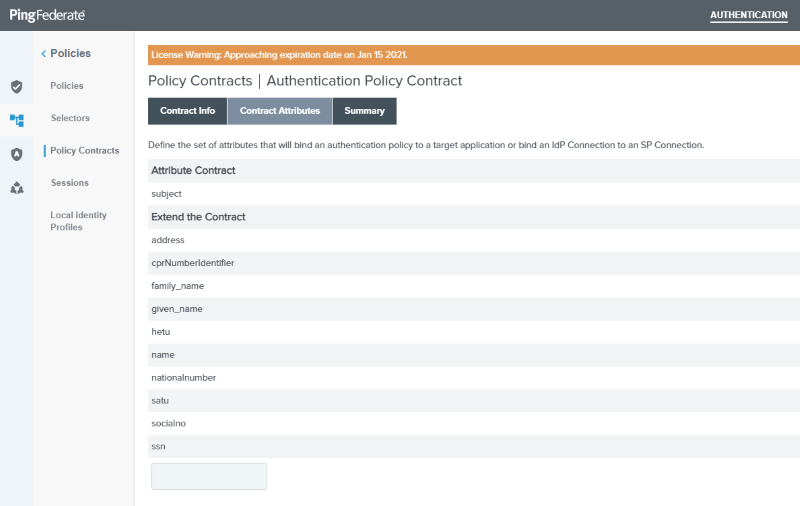 PingFederate
AUTHENTICATION
Policies
Policies
Selectors
Policy Contracts
Sessions
Local Identity
Profiles
License Warning: Approaching expiration date on Jan 15 2021.
Policy Contracts | Authentication Policy Contract
Contract Info
Contract Attributes
Summary
Define the set of attributes that will bind an authentication policy to a target application or bind an IdP Connection to an SP Connection.
Attribute Contract
subject
Extend the Contract
address
cprNumberIdentifier
family_name
given_name
hetu
name
nationalnumber
satu
socialno
ssn